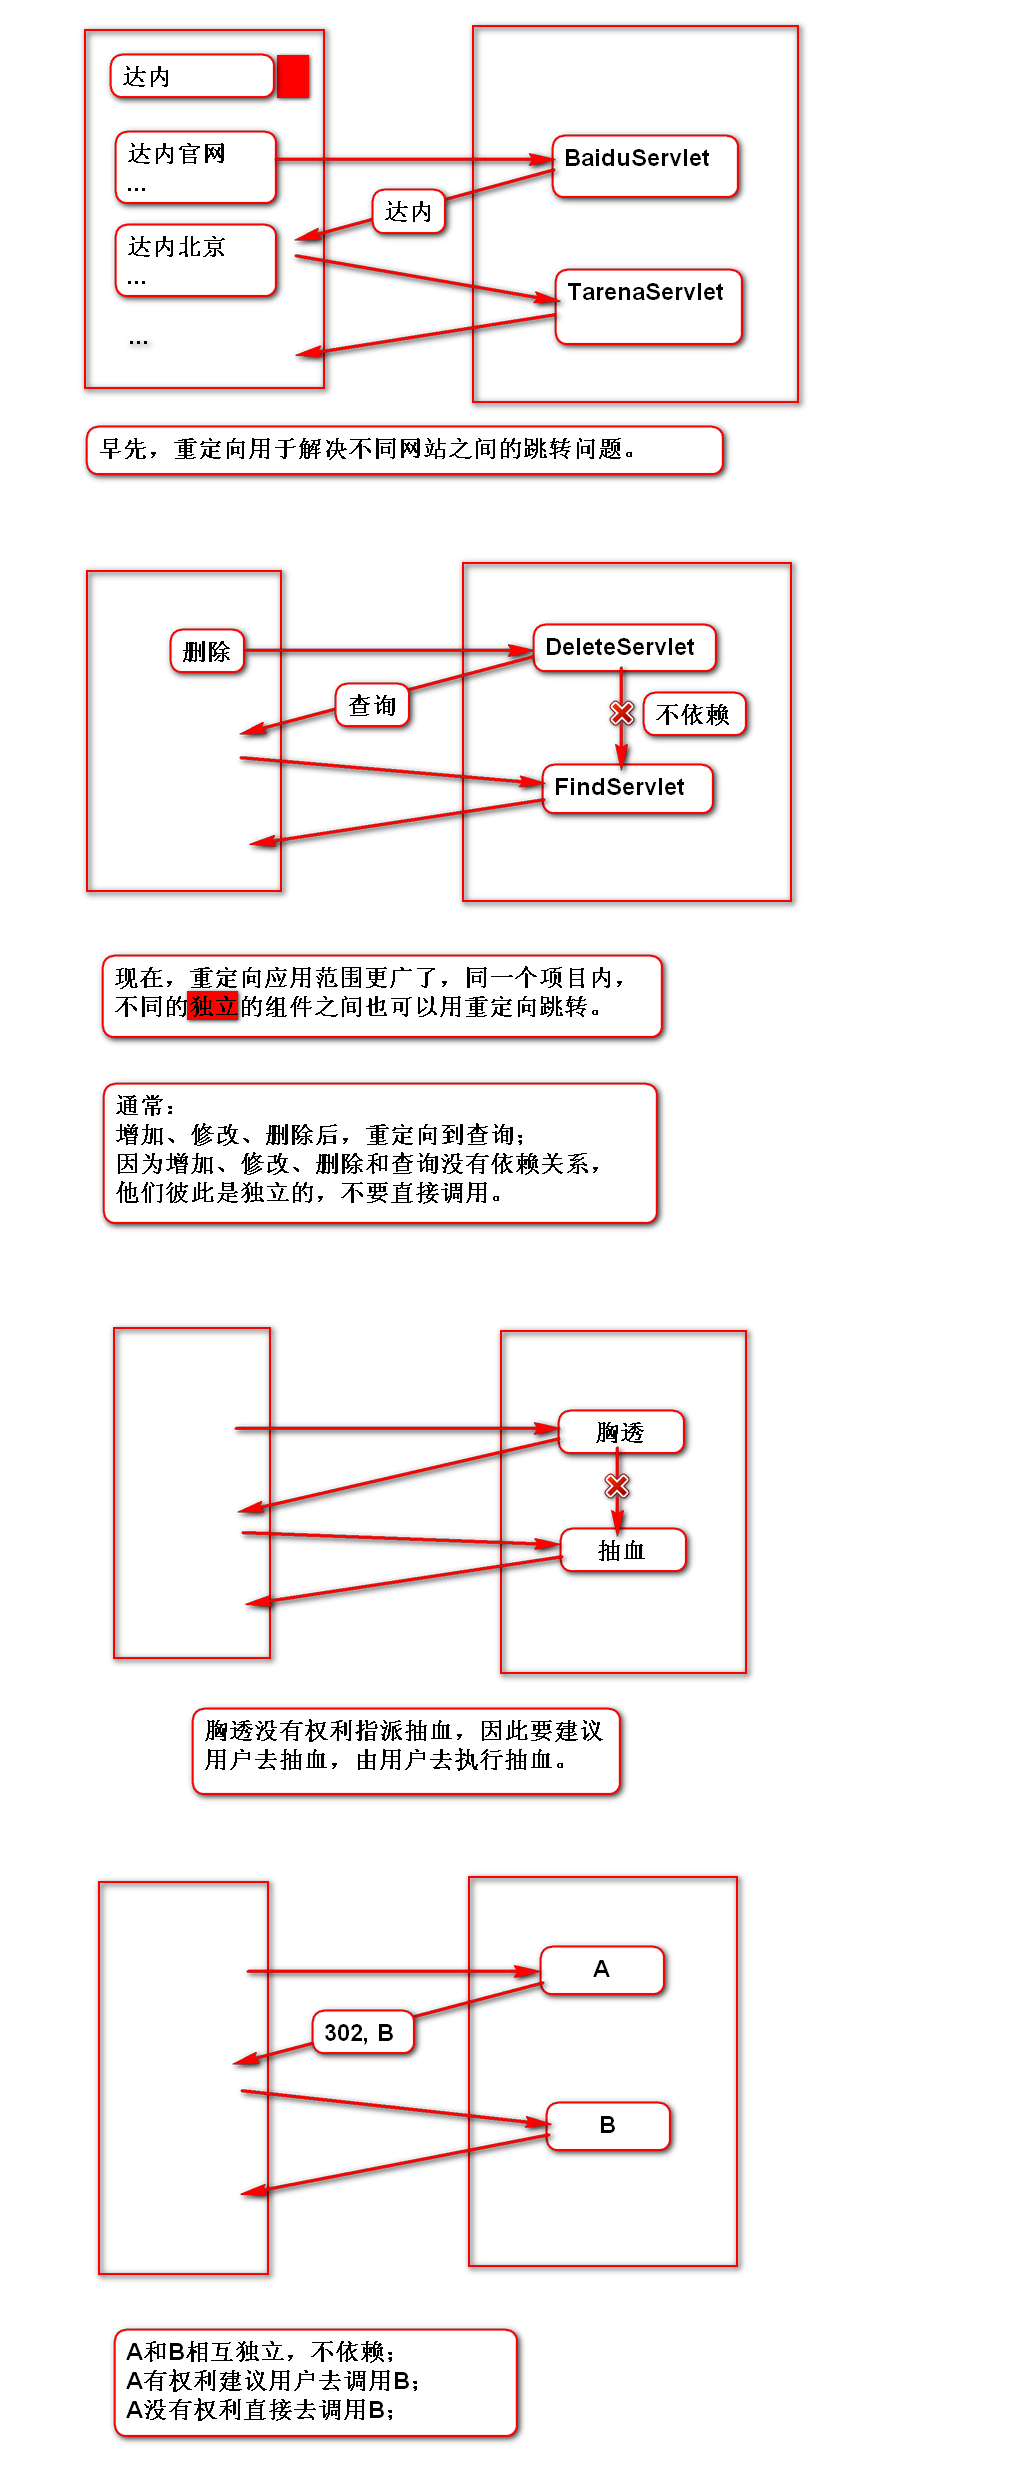 达内
达内官网
...
达内北京
...
...
BaiduServlet
达内
TarenaServlet
早先，重定向用于解决不同网站之间的跳转问题。
删除
DeleteServlet
查询
不依赖
FindServlet
现在，重定向应用范围更广了，同一个项目内，
不同的独立的组件之间也可以用重定向跳转。
通常：
增加、修改、删除后，重定向到查询；
因为增加、修改、删除和查询没有依赖关系，
他们彼此是独立的，不要直接调用。
胸透
抽血
胸透没有权利指派抽血，因此要建议
用户去抽血，由用户去执行抽血。
A
302, B
B
A和B相互独立，不依赖；
A有权利建议用户去调用B；
A没有权利直接去调用B；